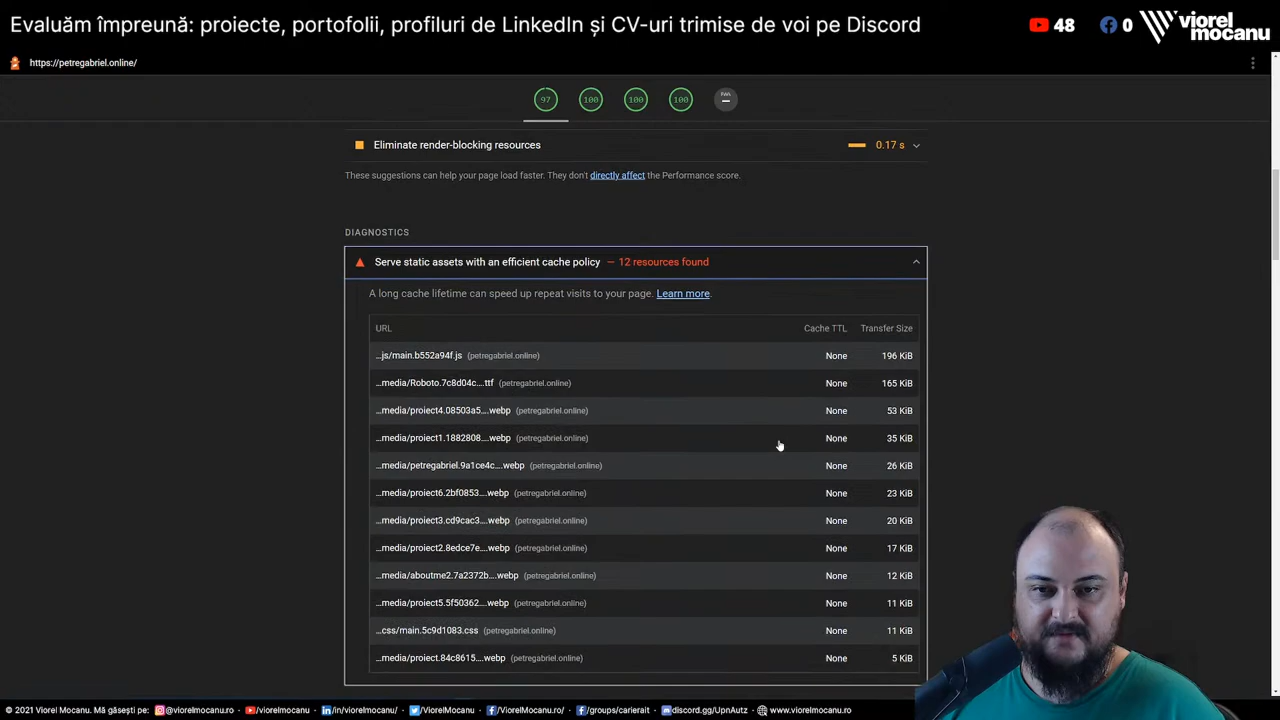 Evaluăm împreună: proiecte, portofolii, profiluri de LinkedIn și CV-uri trimise de voi pe Discord
48
0
viorel mocanu
https://petregabriel.online/
97
100
100
100
PWA
Eliminate render-blocking resources
0.17 s
These suggestions can help your page load faster. They don't directly affect the Performance score.
DIAGNOSTICS
Serve static assets with an efficient cache policy — 12 resources found
A long cache lifetime can speed up repeat visits to your page. Learn more.
URL Cache TTL Transfer Size
…js/main.b552a94f.js (petregabriel.online) None 196 KiB
…media/Roboto.7c8d04c….ttf (petregabriel.online) None 165 KiB
…media/proiect4.08503a5….webp (petregabriel.online) None 53 KiB
…media/proiect1.1882808….webp (petregabriel.online) None 35 KiB
…media/petregabriel.9a1ce4c….webp (petregabriel.online) None 26 KiB
…media/proiect6.2bf0853….webp (petregabriel.online) None 23 KiB
…media/proiect3.cd9cac3….webp (petregabriel.online) None 20 KiB
…media/proiect2.8edce7e….webp (petregabriel.online) None 17 KiB
…media/aboutme2.7a2372b….webp (petregabriel.online) None 12 KiB
…media/proiect5.5f50362….webp (petregabriel.online) None 11 KiB
…css/main.5c9d1083.css (petregabriel.online) None 11 KiB
…media/proiect.84c8615….webp (petregabriel.online) None 5 KiB
© 2021 Viorel Mocanu. Mă găsești pe: @viorelmocanu.ro /viorelmocanu /in/viorelmocanu/ /ViorelMocanu /ViorelMocanu.ro/ /groups/carierait/ discord.gg/UpnAutz www.viorelmocanu.ro